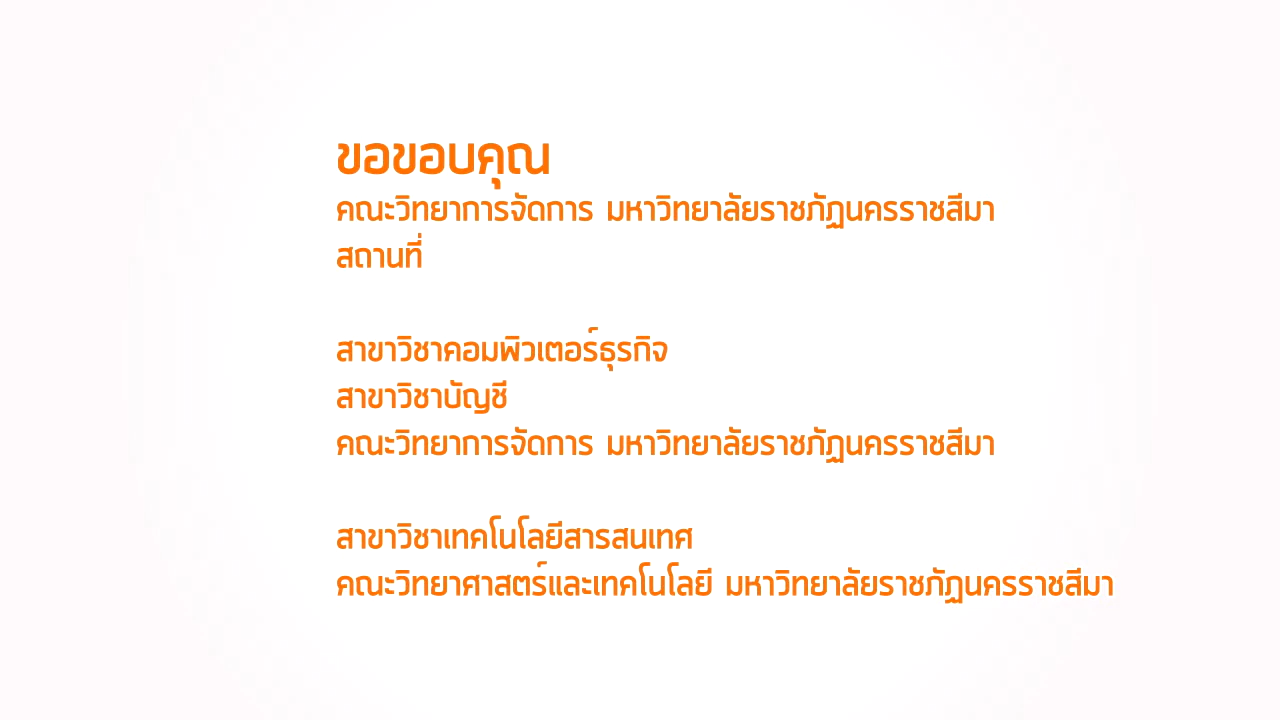 ขอขอบคุณ
คณะวิทยาการจัดการ มหาวิทยาลัยราชภัฏนครราชสีมา
สถานที่
สาขาวิชาคอมพิวเตอร์ธุรกิจ
สาขาวิชาบัญชี
คณะวิทยาการจัดการ มหาวิทยาลัยราชภัฏนครราชสีมา
สาขาวิชาเทคโนโลยีสารสนเทศ
คณะวิทยาศาสตร์และเทคโนโลยี มหาวิทยาลัยราชภัฏนครราชสีมา